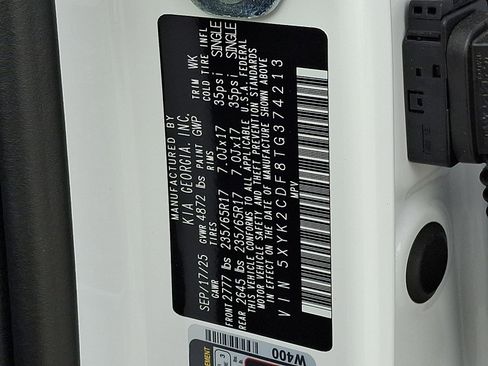 MANUFACTURED BY
KIA GEORGIA, INC.
SEP/17/25 GVWR 4872 lbs PAINT GWP TRIM WK
GAWR TIRES RIMS COLD TIRE INFL
FRONT 2717 lbs 235/65R17 7.0Jx17 35psi SINGLE
REAR 2645 lbs 235/65R17 7.0Jx17 35psi SINGLE
THIS VEHICLE CONFORMS TO ALL APPLICABLE U.S.A. FEDERAL
MOTOR VEHICLE SAFETY AND THEFT PREVENTION STANDARDS
IN EFFECT ON THE DATE OF MANUFACTURE SHOWN ABOVE
VIN 5XYK2CDF8TG374213
MPV
W400